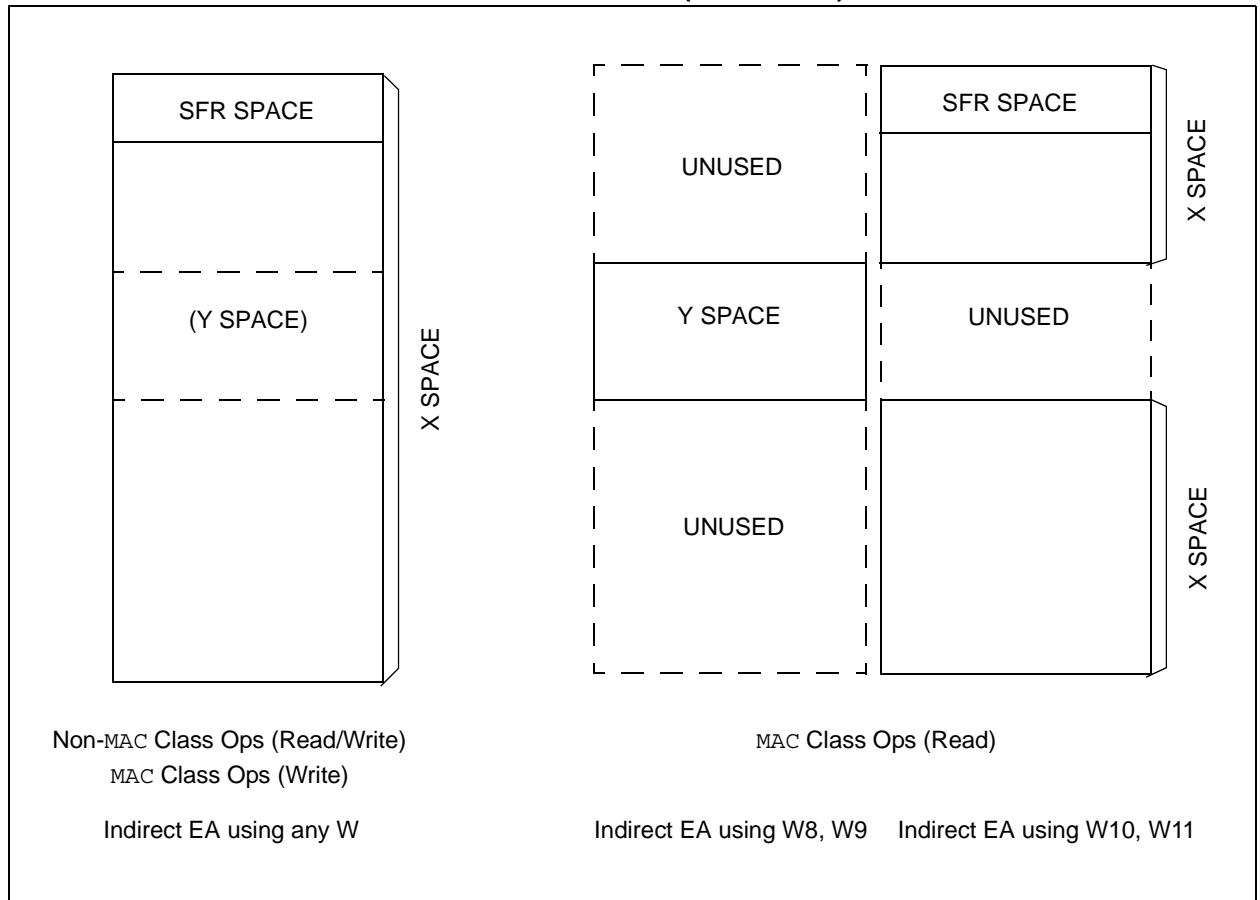 SFR SPACE
(Y SPACE)
X SPACE
UNUSED
Y SPACE
UNUSED
SFR SPACE
X SPACE
UNUSED
X SPACE
Non-MAC Class Ops (Read/Write)
MAC Class Ops (Write)
Indirect EA using any W
MAC Class Ops (Read)
Indirect EA using W8, W9
Indirect EA using W10, W11